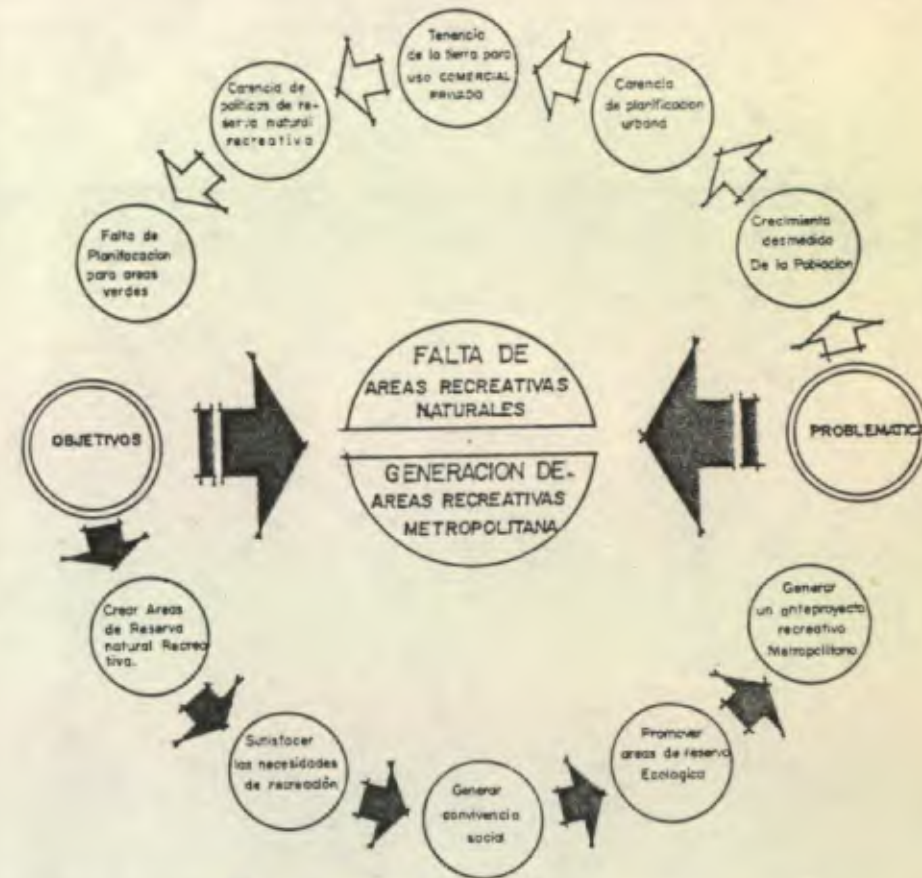 Tenencia
de la tierra para
USO COMERCIAL
PRIVADO
Carencia de
politicas de re-
serva natural
recreativa
Carencia
de planificacion
urbana
Falta de
Planifacacion
para areas
verdes
Crecimiento
desmedido
De la Poblacion
FALTA DE
AREAS RECREATIVAS
NATURALES
OBJETIVOS
PROBLEMATICA
GENERACION DE-
AREAS RECREATIVAS
METROPOLITANA
Crear Areas
de Reserva
natural Recrea
tiva.
Generar
un anteproyecto
recreativo
Metropolitano
Satisfacer
las necesidades
de recreación
Promover
areas de reserva
Ecologica
Generar
convivencia
social